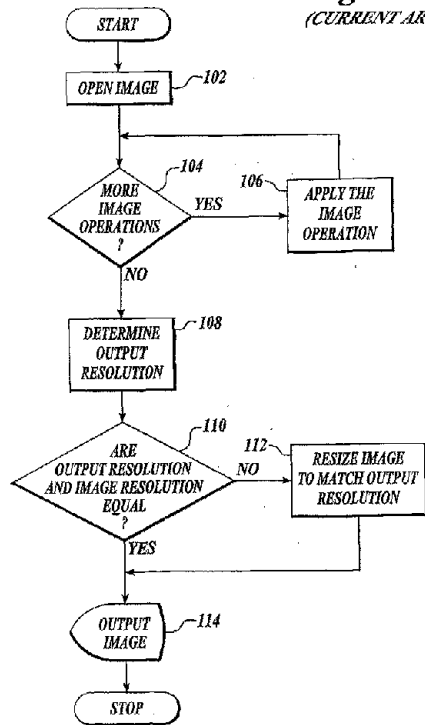 (CURRENT AR
START
OPEN IMAGE
102
104
MORE
IMAGE
OPERATIONS
?
YES
106
APPLY THE
IMAGE
OPERATION
NO
DETERMINE
OUTPUT
RESOLUTION
108
110
ARE
OUTPUT RESOLUTION
AND IMAGE RESOLUTION
EQUAL
?
NO
112
RESIZE IMAGE
TO MATCH OUTPUT
RESOLUTION
YES
OUTPUT
IMAGE
114
STOP